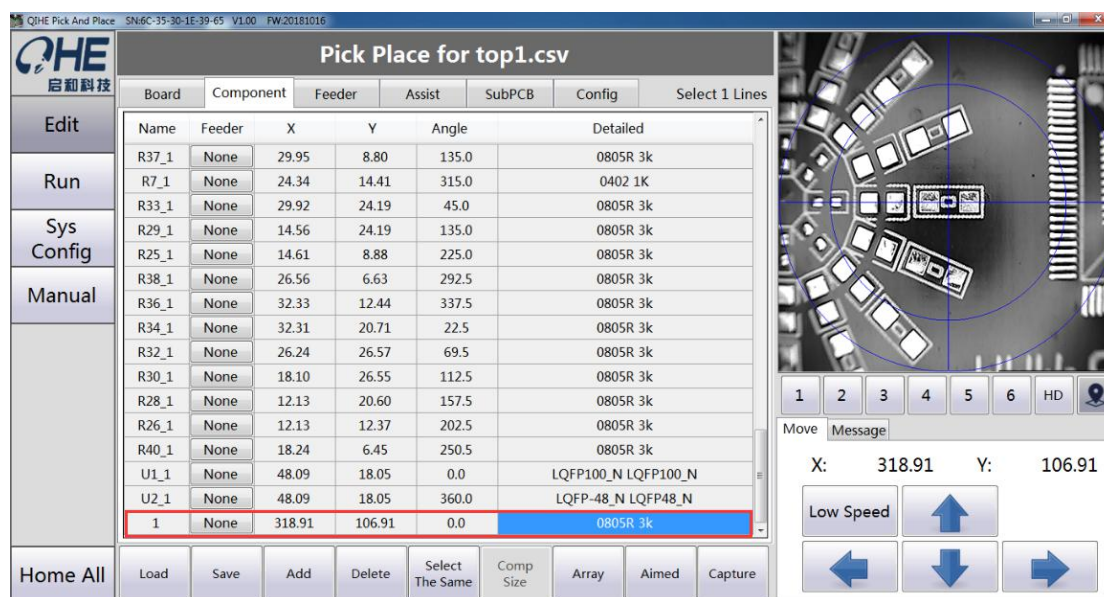 QIHE Pick And Place SN:6C-35-30-1E-39-65 V1.00 FW:20181016
QiHE
启和科技
Edit
Run
Sys
Config
Manual
Home All
Pick Place for top1.csv
Board Component Feeder Assist SubPCB Config Select 1 Lines
Name Feeder X Y Angle Detailed
R37_1 None 29.95 8.80 135.0 0805R 3k
R7_1 None 24.34 14.41 315.0 0402 1K
R33_1 None 29.92 24.19 45.0 0805R 3k
R29_1 None 14.56 24.19 135.0 0805R 3k
R25_1 None 14.61 8.88 225.0 0805R 3k
R38_1 None 26.56 6.63 292.5 0805R 3k
R36_1 None 32.33 12.44 337.5 0805R 3k
R34_1 None 32.31 20.71 22.5 0805R 3k
R32_1 None 26.24 26.57 69.5 0805R 3k
R30_1 None 18.10 26.55 112.5 0805R 3k
R28_1 None 12.13 20.60 157.5 0805R 3k
R26_1 None 12.13 12.37 202.5 0805R 3k
R40_1 None 18.24 6.45 250.5 0805R 3k
U1_1 None 48.09 18.05 0.0 LQFP100_N LQFP100_N
U2_1 None 48.09 18.05 360.0 LQFP-48_N LQFP48_N
1 None 318.91 106.91 0.0 0805R 3k
Load Save Add Delete Select The Same Comp Size Array Aimed Capture
1 2 3 4 5 6 HD
Move Message
X: 318.91 Y: 106.91
Low Speed